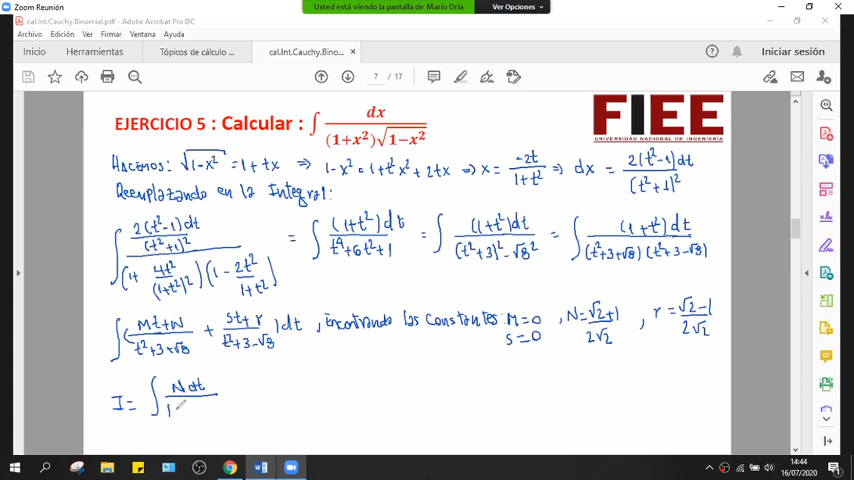 Zoom Reunión
Usted está viendo la pantalla de Mario Oria
Ver Opciones
cal.Int.Cauchy.Binomial.pdf - Adobe Acrobat Pro DC
Archivo Edición Ver Ventana Ayuda
Inicio Herramientas Tópicos de cálculo ... cal.Int.Cauchy.Bino... × Iniciar sesión
7 / 17
FIEE
UNIVERSIDAD NACIONAL DE INGENIERIA
EJERCICIO 5 : Calcular : ∫ dx / (1+x²)√(1−x²)
Hacemos: √(1-x²) = 1+tx ⇒ 1-x² = 1+t²x²+2tx ⇒ x = -2t/(1+t²) ⇒ dx = 2(t²-1)dt/(t²+1)²
Reemplazando en la Integral:
∫ (2(t²-1)dt/(t²+1)²) / ((1+4t²/(1+t²)²)(1-2t²/(1+t²))) = ∫ (1+t²)dt/(t⁴+6t²+1) = ∫ (1+t²)dt/((t²+3)²-√8²) = ∫ (1+t²)dt/((t²+3+√8)(t²+3-√8))
∫ ((Mt+N)/(t²+3+√8) + (st+r)/(t²+3-√8))dt , Encontrando las constantes: M=0 , N=(√2+1)/(2√2) , r=(√2-1)/(2√2)
s=0
I= ∫ Ndt
14:44
16/07/2020